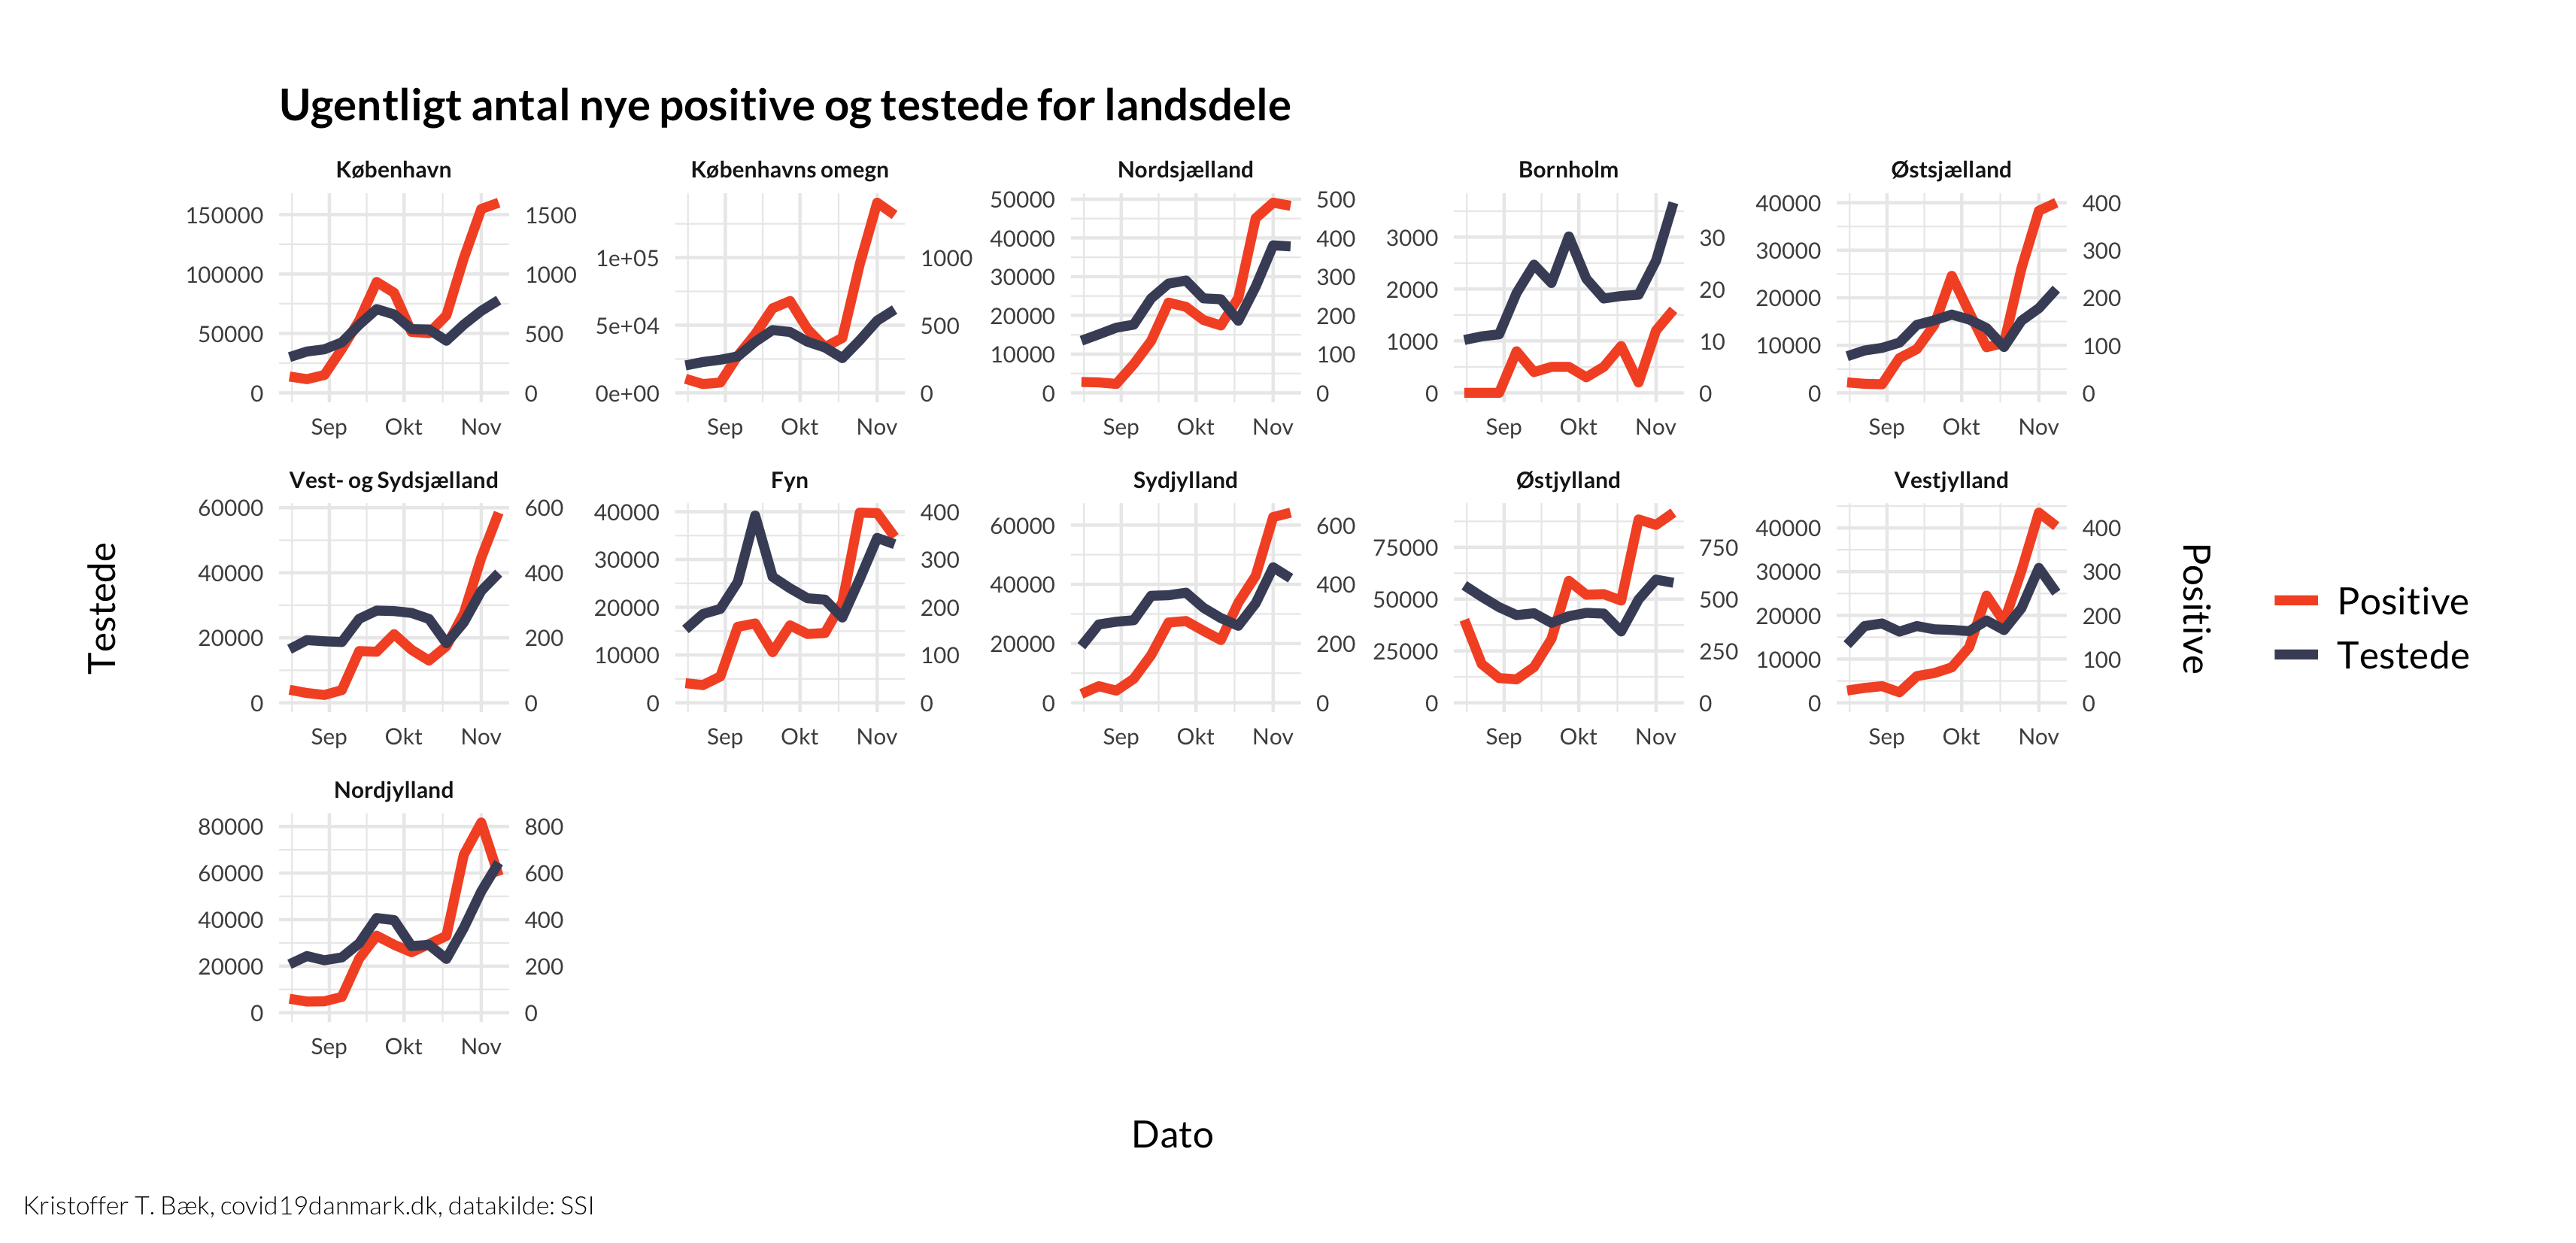 Ugentligt antal nye positive og testede for landsdele
København
Københavns omegn
Nordsjælland
Bornholm
Østsjælland
150000
100000
50000
0
1500
1000
500
0
Sep Okt Nov
1e+05
5e+04
0e+00
1000
500
0
Sep Okt Nov
50000
40000
30000
20000
10000
0
500
400
300
200
100
0
Sep Okt Nov
3000
2000
1000
0
30
20
10
0
Sep Okt Nov
40000
30000
20000
10000
0
400
300
200
100
0
Sep Okt Nov
Vest- og Sydsjælland
Fyn
Sydjylland
Østjylland
Vestjylland
60000
40000
20000
0
600
400
200
0
Sep Okt Nov
40000
30000
20000
10000
0
400
300
200
100
0
Sep Okt Nov
60000
40000
20000
0
600
400
200
0
Sep Okt Nov
75000
50000
25000
0
750
500
250
0
Sep Okt Nov
40000
30000
20000
10000
0
400
300
200
100
0
Sep Okt Nov
Nordjylland
80000
60000
40000
20000
0
800
600
400
200
0
Sep Okt Nov
Testede
Positive
Positive
Testede
Dato
Kristoffer T. Bæk, covid19danmark.dk, datakilde: SSI